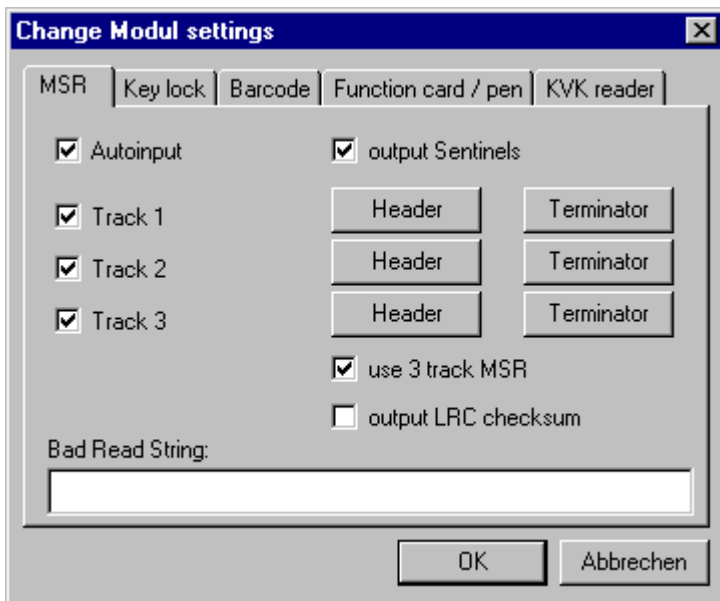 Change Modul settings
MSR Key lock Barcode Function card / pen KVK reader
Autoinput output Sentinels
Track 1 Header Terminator
Track 2 Header Terminator
Track 3 Header Terminator
use 3 track MSR
output LRC checksum
Bad Read String:
OK Abbrechen